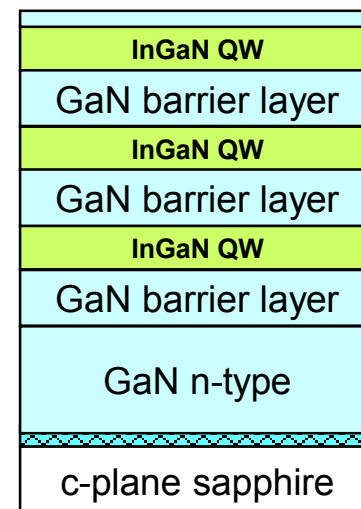 InGaN QW
GaN barrier layer
InGaN QW
GaN barrier layer
InGaN QW
GaN barrier layer
GaN n-type
c-plane sapphire